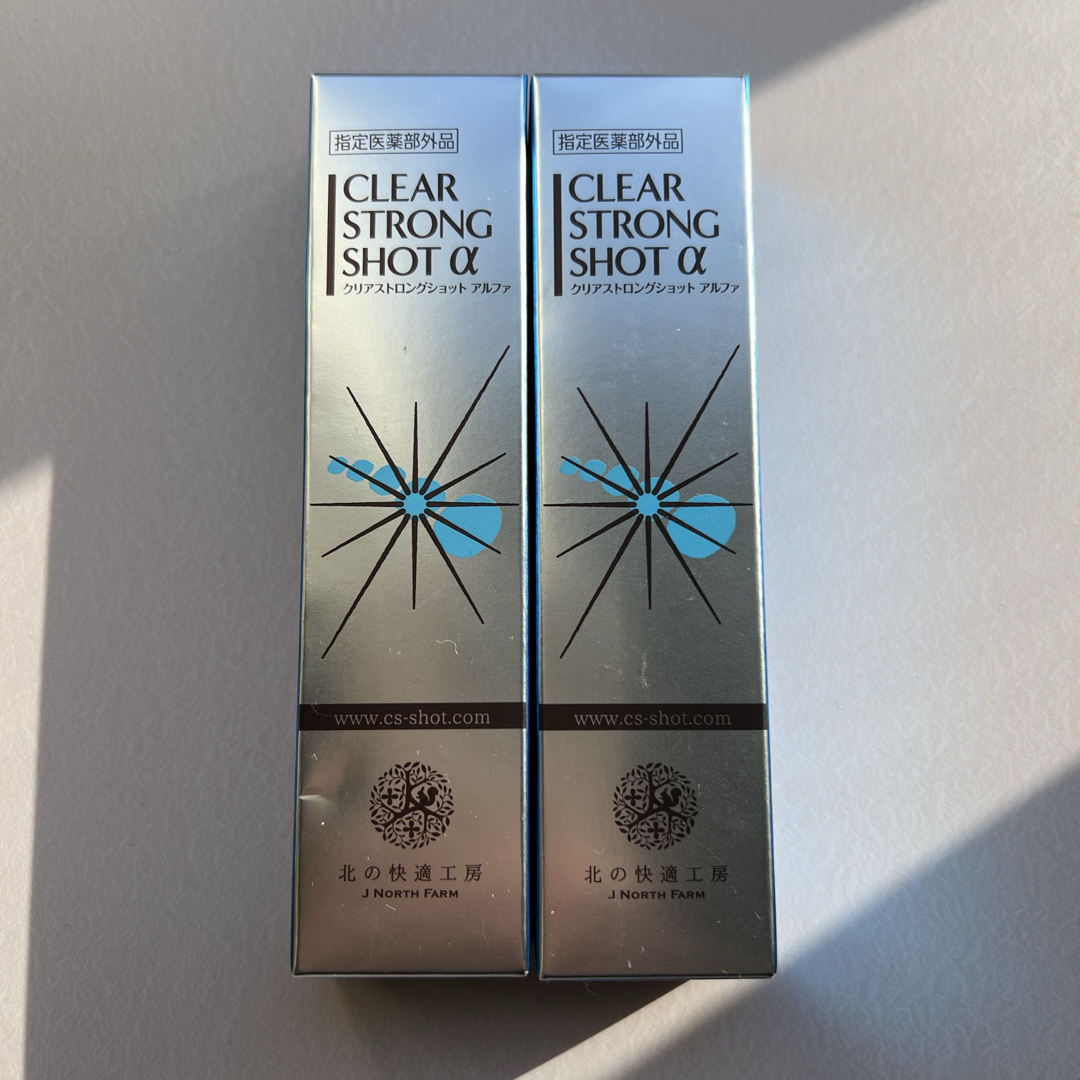 指定医薬部外品
CLEAR
STRONG
SHOT α
クリアストロングショット アルファ
www.cs-shot.com
北の快適工房
J NORTH FARM
指定医薬部外品
CLEAR
STRONG
SHOT α
クリアストロングショット アルファ
www.cs-shot.com
北の快適工房
J NORTH FARM